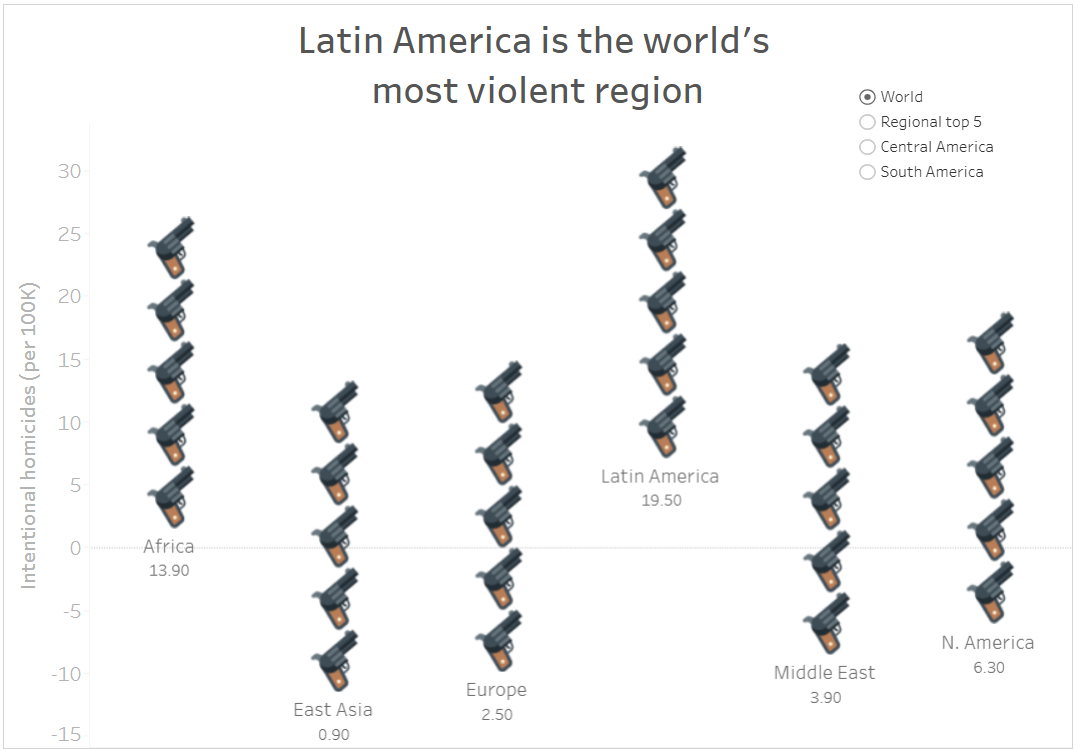 Latin America is the world’s
most violent region
World
Regional top 5
Central America
South America
Intentional homicides (per 100K)
30
25
20
15
10
5
0
-5
-10
-15
Africa
13.90
East Asia
0.90
Europe
2.50
Latin America
19.50
Middle East
3.90
N. America
6.30